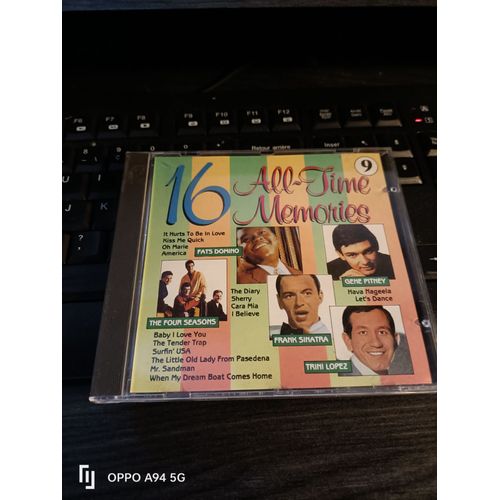 F6
F7
F8
F9
F10
F11
F12
Retour arrière
16 All-Time Memories
9
It Hurts To Be In Love
Kiss Me Quick
Oh Marie
America
FATS DOMINO
GENE PITNEY
Hava Nageela
Let's Dance
The Diary
Sherry
Cara Mia
I Believe
THE FOUR SEASONS
FRANK SINATRA
TRINI LOPEZ
Baby I Love You
The Tender Trap
Surfin' USA
The Little Old Lady From Pasedena
Mr. Sandman
When My Dream Boat Comes Home
OPPO A94 5G